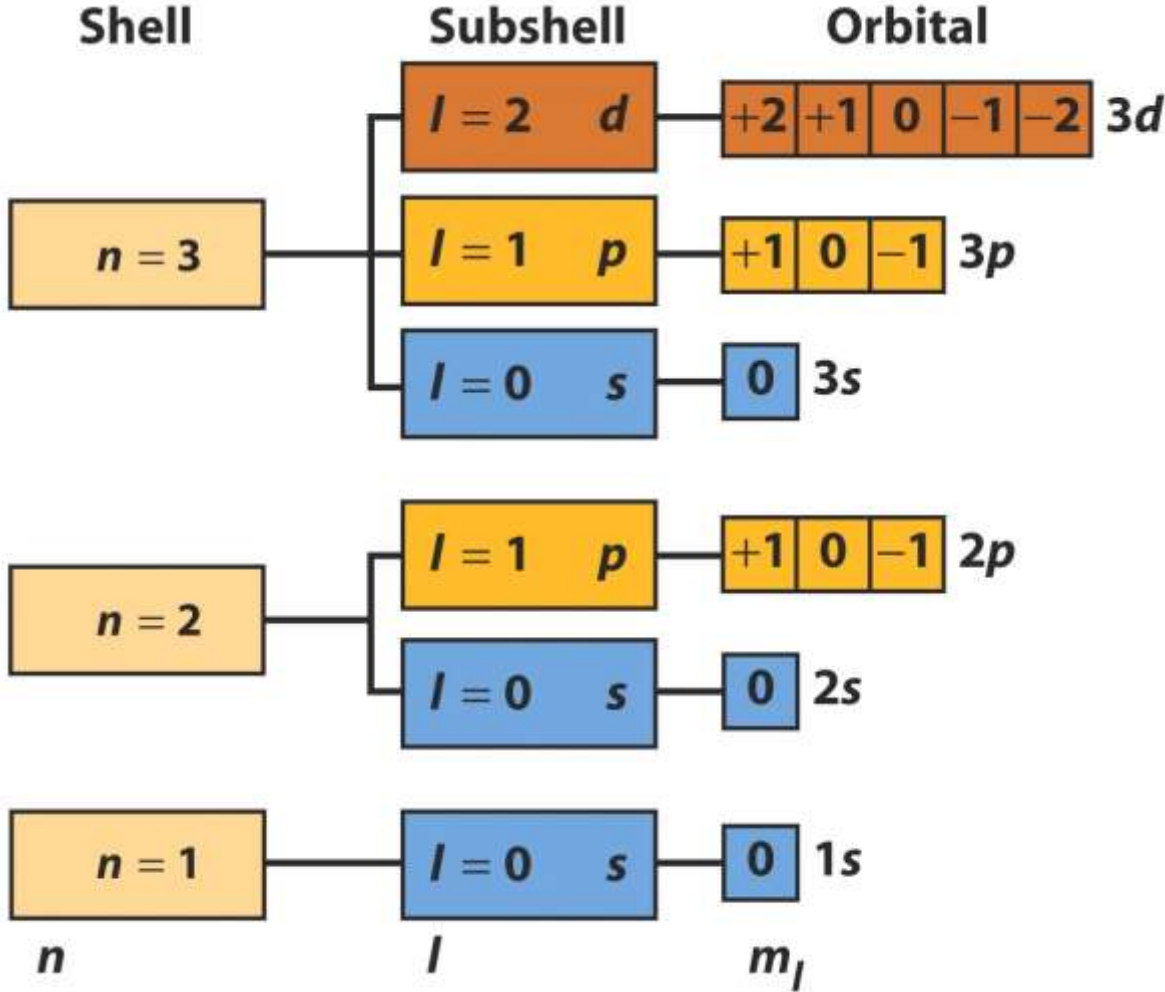 Shell Subshell Orbital
l = 2 d +2 +1 0 −1 −2 3d
n = 3 l = 1 p +1 0 −1 3p
l = 0 s 0 3s
l = 1 p +1 0 −1 2p
n = 2
l = 0 s 0 2s
n = 1 l = 0 s 0 1s
n l ml